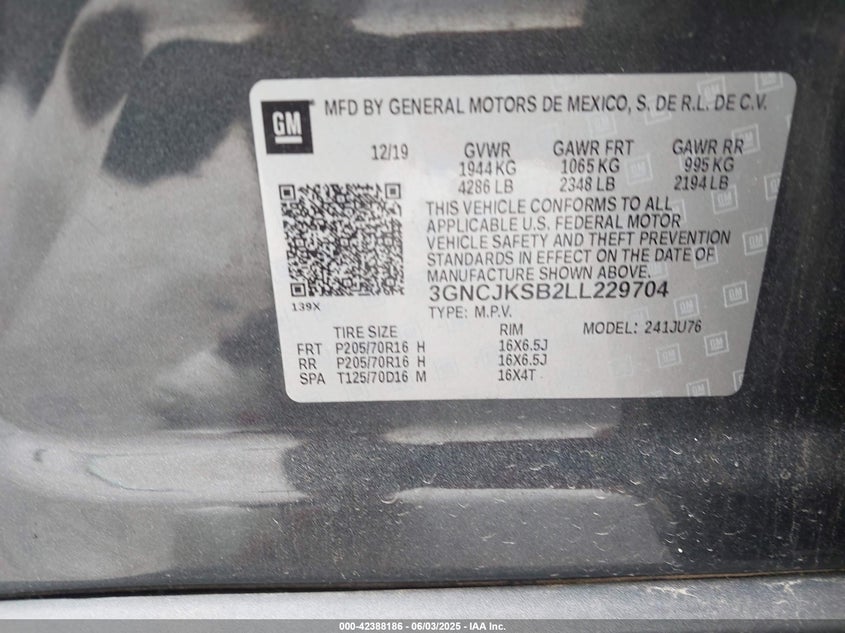 GM
MFD BY GENERAL MOTORS DE MEXICO, S. DE R.L. DE C.V.
12/19 GVWR GAWR FRT GAWR RR
1944 KG 1065 KG 995 KG
4286 LB 2348 LB 2194 LB
THIS VEHICLE CONFORMS TO ALL
APPLICABLE U.S. FEDERAL MOTOR
VEHICLE SAFETY AND THEFT PREVENTION
STANDARDS IN EFFECT ON THE DATE OF
MANUFACTURE SHOWN ABOVE.
139X
3GNCJKSB2LL229704
TYPE: M.P.V.
TIRE SIZE RIM MODEL: 241JU76
FRT P205/70R16 H 16X6.5J
RR P205/70R16 H 16X6.5J
SPA T125/70D16 M 16X4T
000-42388186 - 06/03/2025 - IAA Inc.